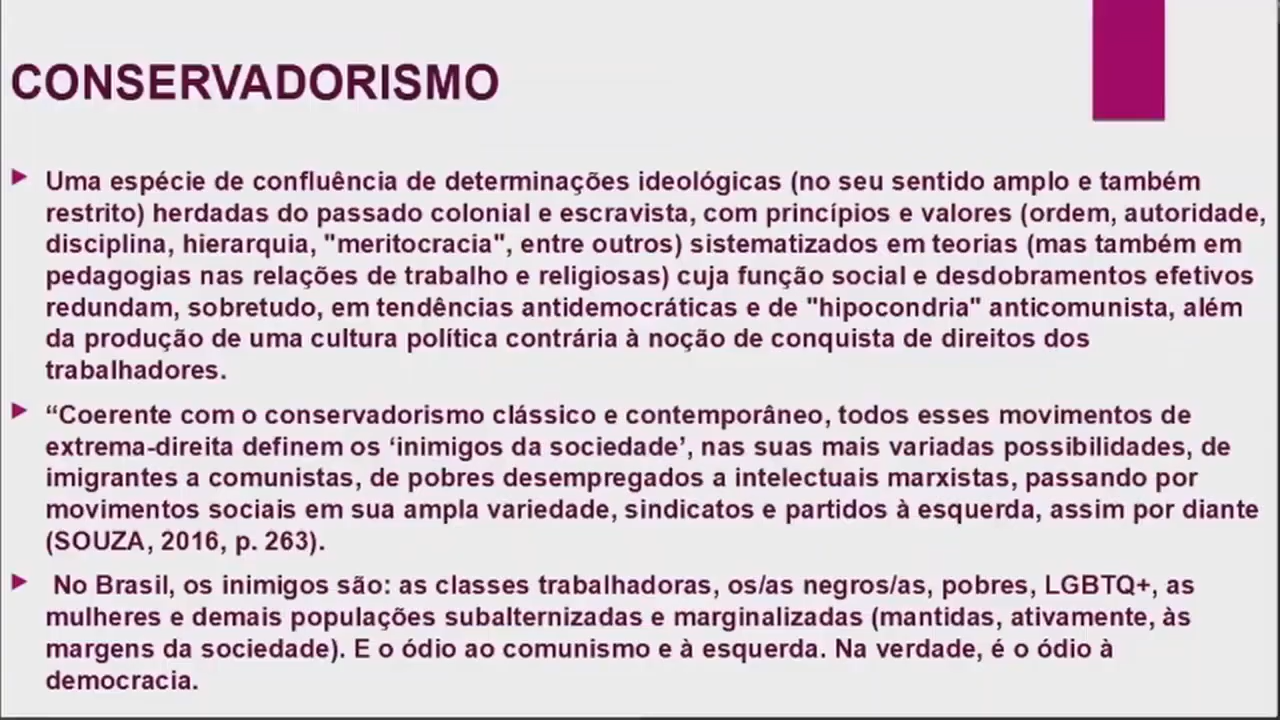 CONSERVADORISMO
Uma espécie de confluência de determinações ideológicas (no seu sentido amplo e também
restrito) herdadas do passado colonial e escravista, com princípios e valores (ordem, autoridade,
disciplina, hierarquia, "meritocracia", entre outros) sistematizados em teorias (mas também em
pedagogias nas relações de trabalho e religiosas) cuja função social e desdobramentos efetivos
redundam, sobretudo, em tendências antidemocráticas e de "hipocondria" anticomunista, além
da produção de uma cultura política contrária à noção de conquista de direitos dos
trabalhadores.
“Coerente com o conservadorismo clássico e contemporâneo, todos esses movimentos de
extrema-direita definem os ‘inimigos da sociedade’, nas suas mais variadas possibilidades, de
imigrantes a comunistas, de pobres desempregados a intelectuais marxistas, passando por
movimentos sociais em sua ampla variedade, sindicatos e partidos à esquerda, assim por diante
(SOUZA, 2016, p. 263).
No Brasil, os inimigos são: as classes trabalhadoras, os/as negros/as, pobres, LGBTQ+, as
mulheres e demais populações subalternizadas e marginalizadas (mantidas, ativamente, às
margens da sociedade). E o ódio ao comunismo e à esquerda. Na verdade, é o ódio à
democracia.